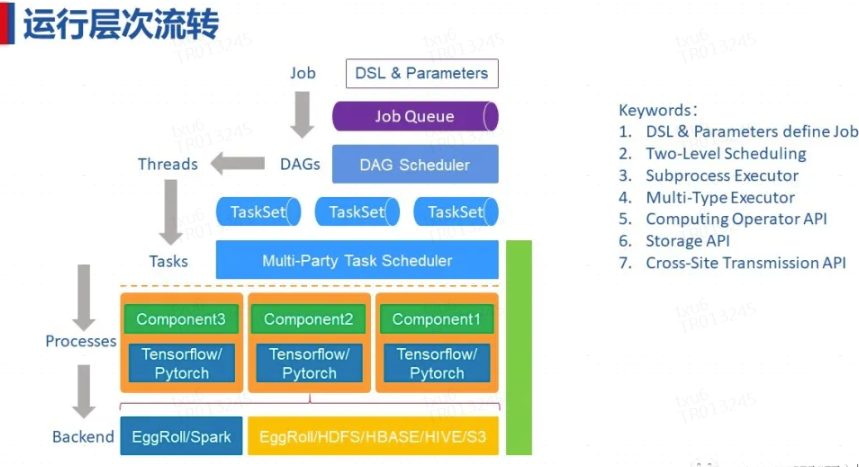 运行层次流转
Job
DSL & Parameters
Job Queue
Threads
DAGs
DAG Scheduler
TaskSet
TaskSet
TaskSet
Tasks
Multi-Party Task Scheduler
Component3
Component2
Component1
Processes
Tensorflow/
Pytorch
Tensorflow/
Pytorch
Tensorflow/
Pytorch
Backend
EggRoll/Spark
EggRoll/HDFS/HBASE/HIVE/S3
Keywords：
1. DSL & Parameters define Job
2. Two-Level Scheduling
3. Subprocess Executor
4. Multi-Type Executor
5. Computing Operator API
6. Storage API
7. Cross-Site Transmission API
txu6
TR013245